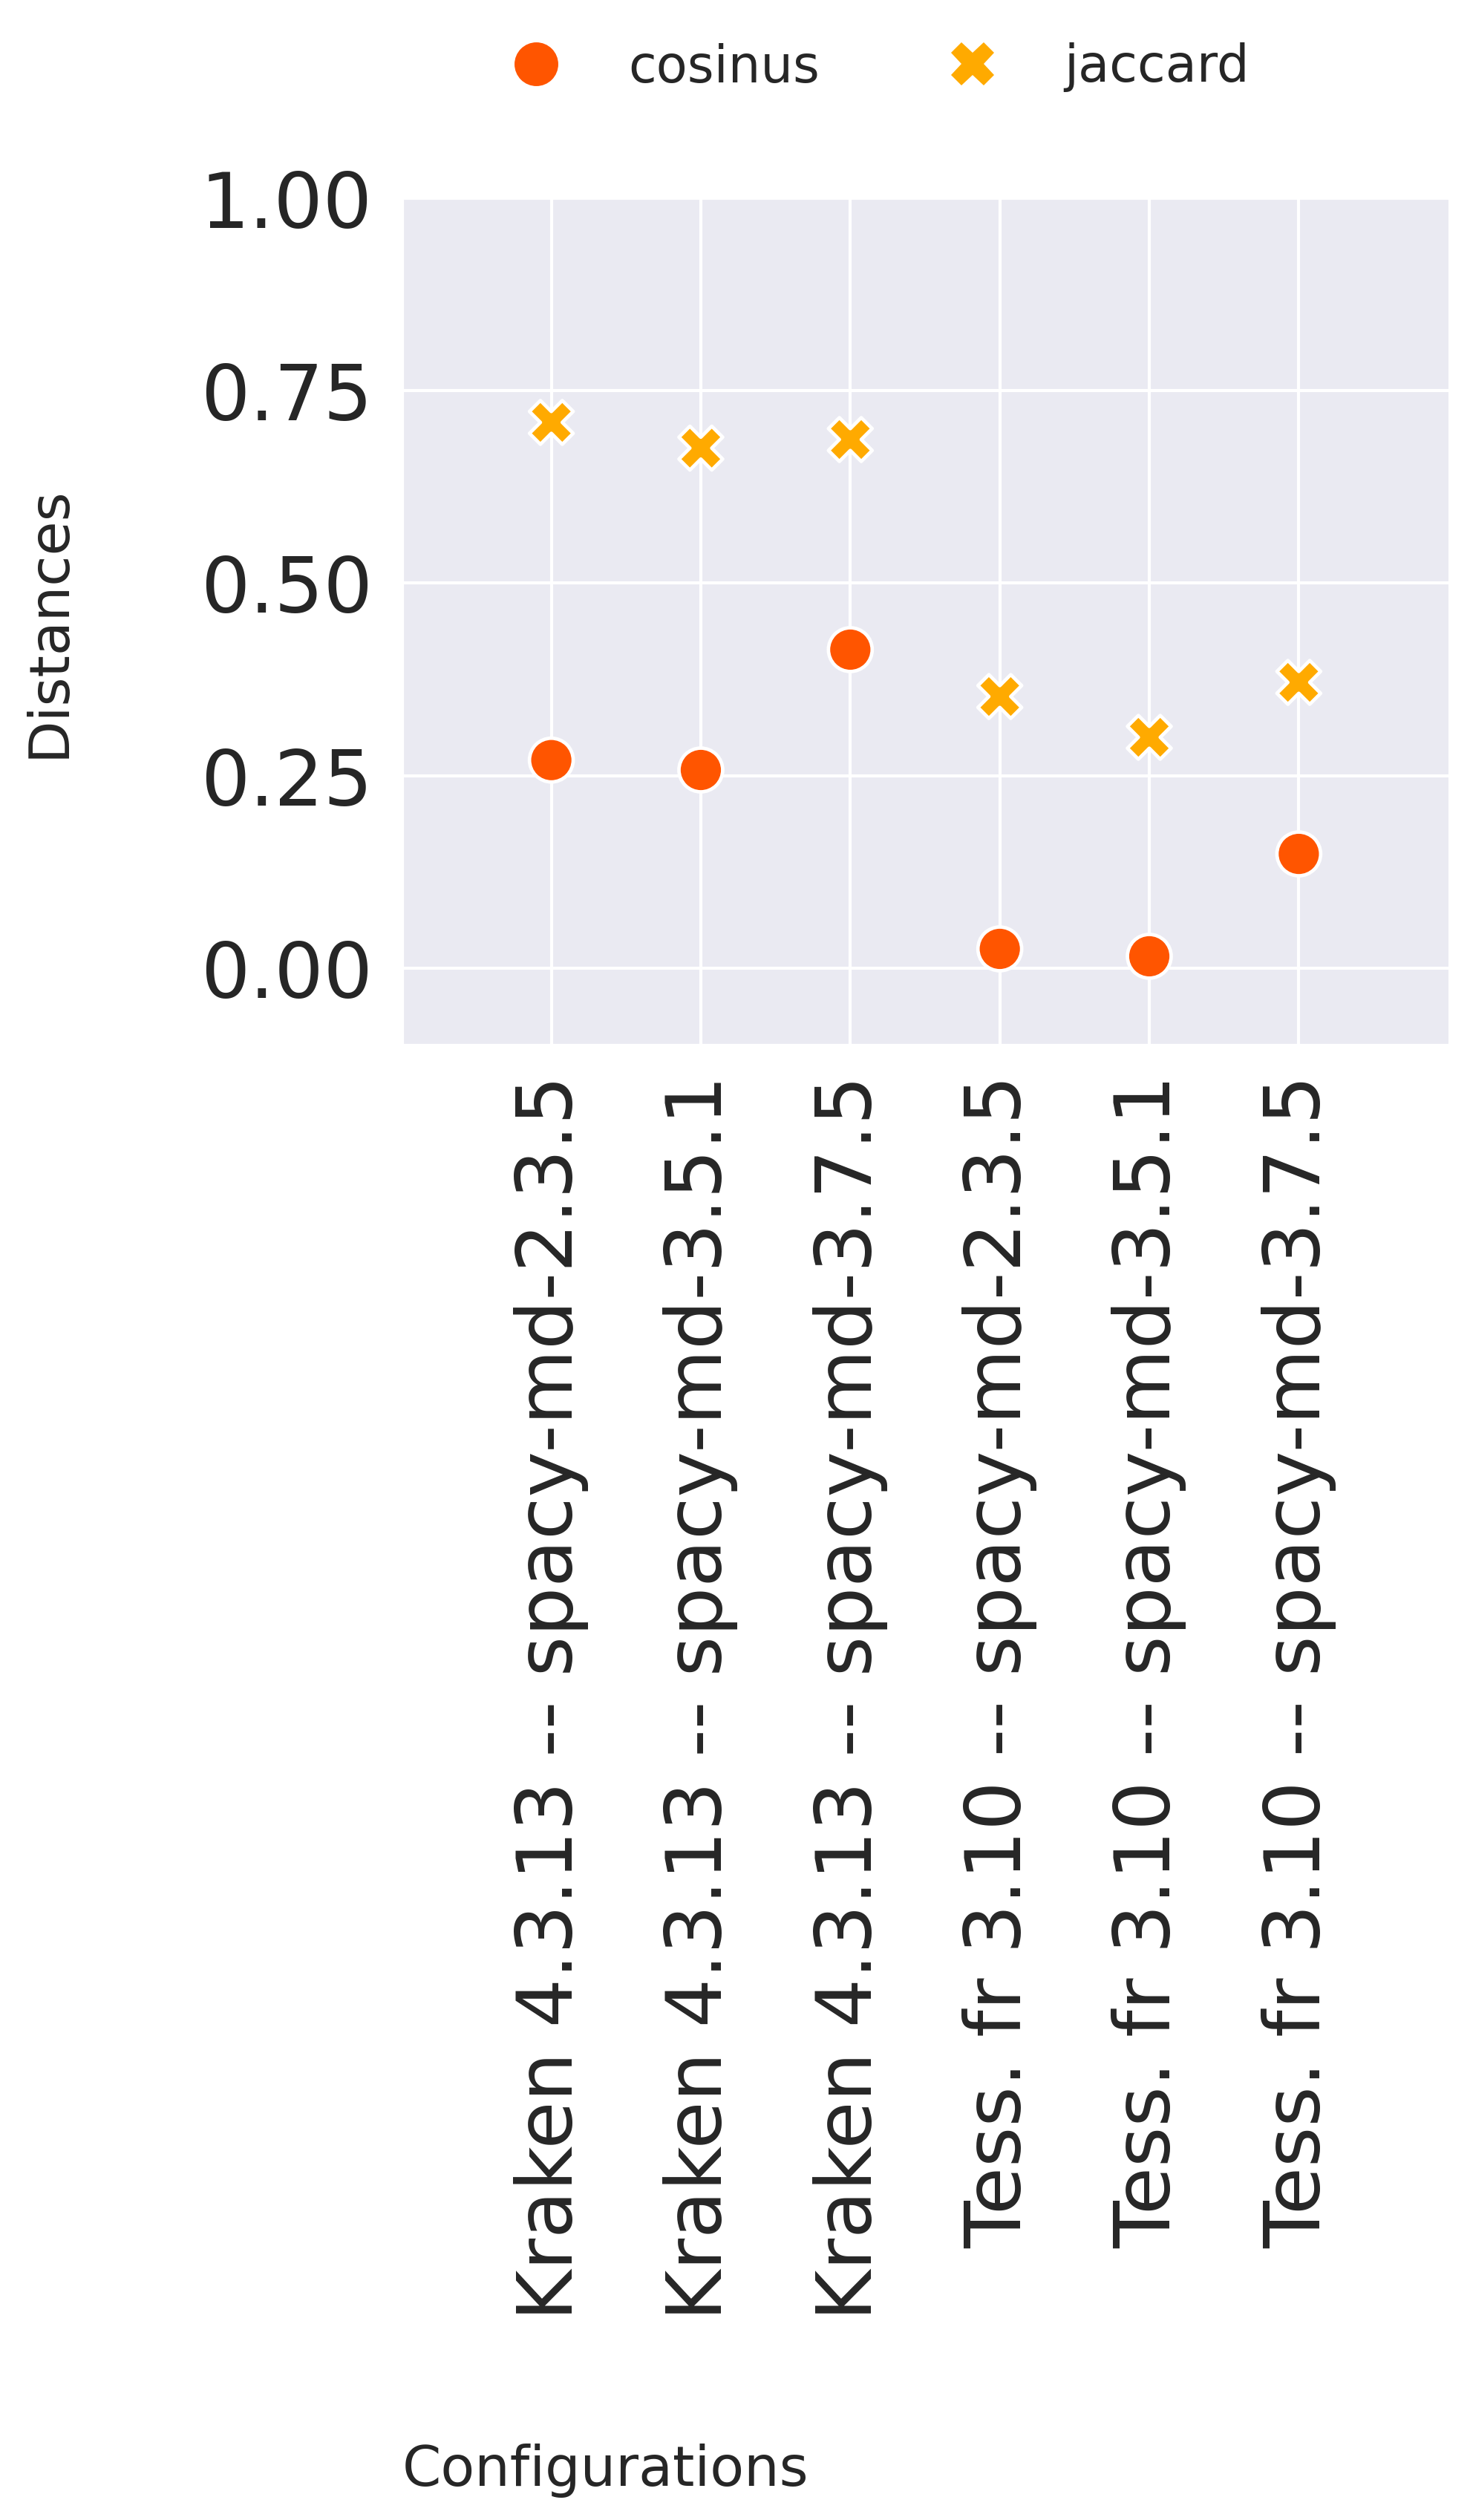 cosinus jaccard
1.00
0.75
0.50
0.25
0.00
Distances
Kraken 4.3.13 -- spacy-md-2.3.5
Kraken 4.3.13 -- spacy-md-3.5.1
Kraken 4.3.13 -- spacy-md-3.7.5
Tess. fr 3.10 -- spacy-md-2.3.5
Tess. fr 3.10 -- spacy-md-3.5.1
Tess. fr 3.10 -- spacy-md-3.7.5
Configurations